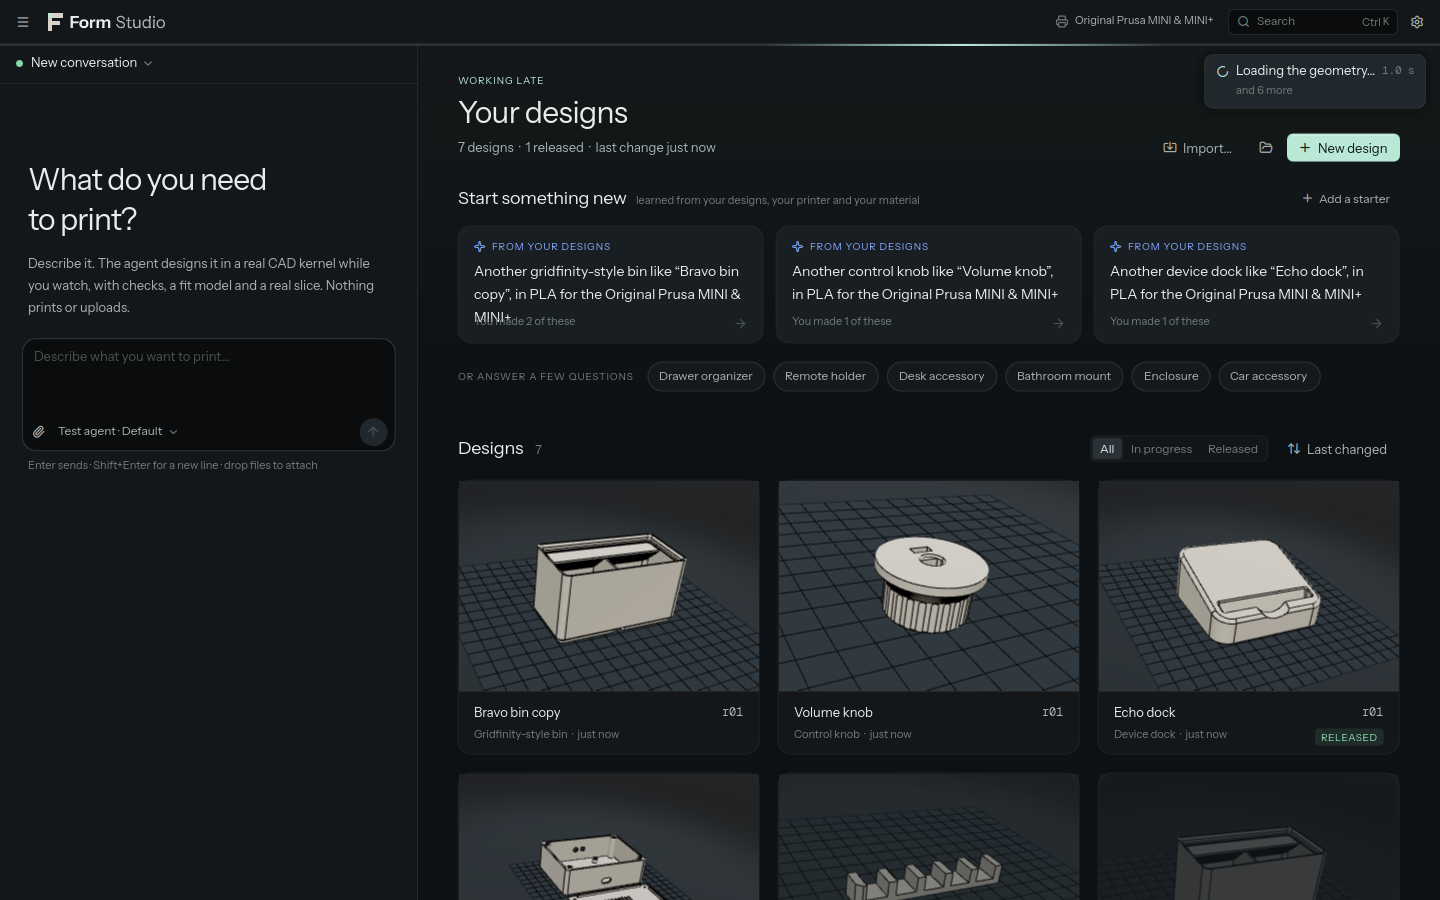 Form Studio
Original Prusa MINI & MINI+
Search
Ctrl K
New conversation
Loading the geometry... 1.0 s
and 6 more
What do you need
to print?
Describe it. The agent designs it in a real CAD kernel while
you watch, with checks, a fit model and a real slice. Nothing
prints or uploads.
Describe what you want to print...
Test agent · Default
Enter sends · Shift+Enter for a new line · drop files to attach
WORKING LATE
Your designs
7 designs · 1 released · last change just now
Import...
New design
Start something new
learned from your designs, your printer and your material
Add a starter
FROM YOUR DESIGNS
Another gridfinity-style bin like “Bravo bin
copy”, in PLA for the Original Prusa MINI &
MINI+
You made 2 of these
FROM YOUR DESIGNS
Another control knob like “Volume knob”,
in PLA for the Original Prusa MINI & MINI+
You made 1 of these
FROM YOUR DESIGNS
Another device dock like “Echo dock”, in
PLA for the Original Prusa MINI & MINI+
You made 1 of these
OR ANSWER A FEW QUESTIONS
Drawer organizer
Remote holder
Desk accessory
Bathroom mount
Enclosure
Car accessory
Designs 7
All
In progress
Released
Last changed
Bravo bin copy
r01
Gridfinity-style bin · just now
Volume knob
r01
Control knob · just now
Echo dock
r01
Device dock · just now
RELEASED